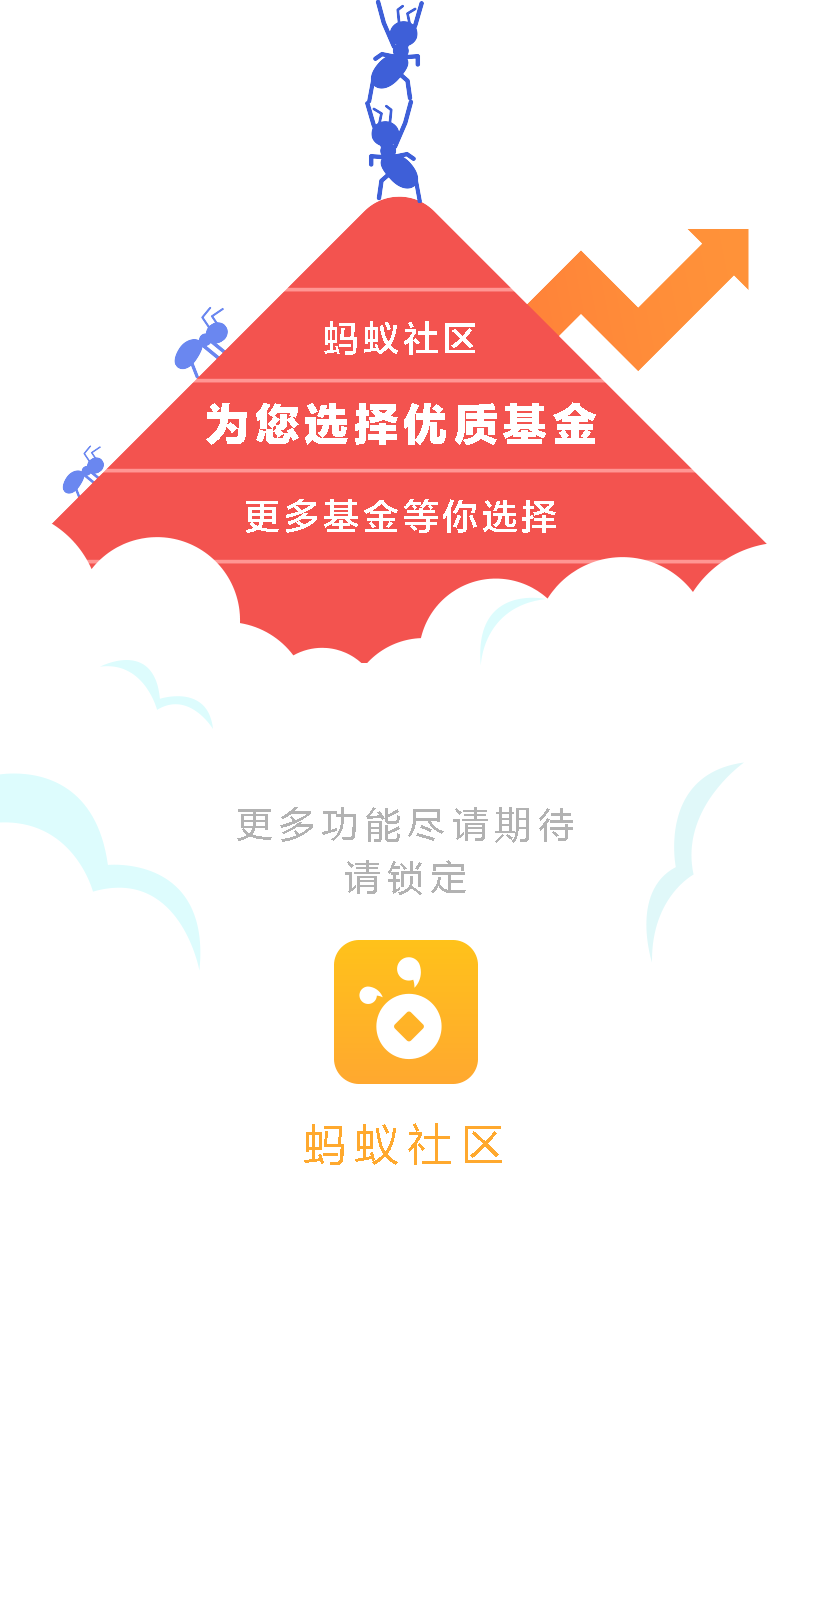 蚂蚁社区
为您选择优质基金
更多基金等你选择
更多功能尽请期待
请锁定
蚂蚁社区